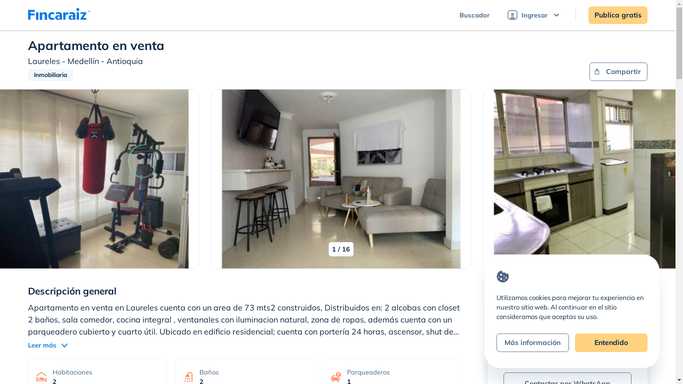 Fincaraiz
Buscador
Ingresar
Publica gratis
Apartamento en venta
Laureles - Medellín - Antioquia
Inmobiliaria
Compartir
1 / 16
Descripción general
Apartamento en venta en Laureles cuenta con un area de 73 mts2 construidos, Distribuidos en: 2 alcobas con closet
2 baños, sala comedor, cocina integral , ventanales con iluminacion natural, zona de ropas, además cuenta con un
parqueadero cubierto y cuarto útil. Ubicado en edificio residencial; cuenta con portería 24 horas, ascensor, shut de...
Leer más
Habitaciones
2
Baños
2
Parqueaderos
1
Utilizamos cookies para mejorar tu experiencia en
nuestro sitio web. Al continuar en el sitio
consideramos que aceptas su uso.
Más información
Entendido
Contactar por WhatsApp